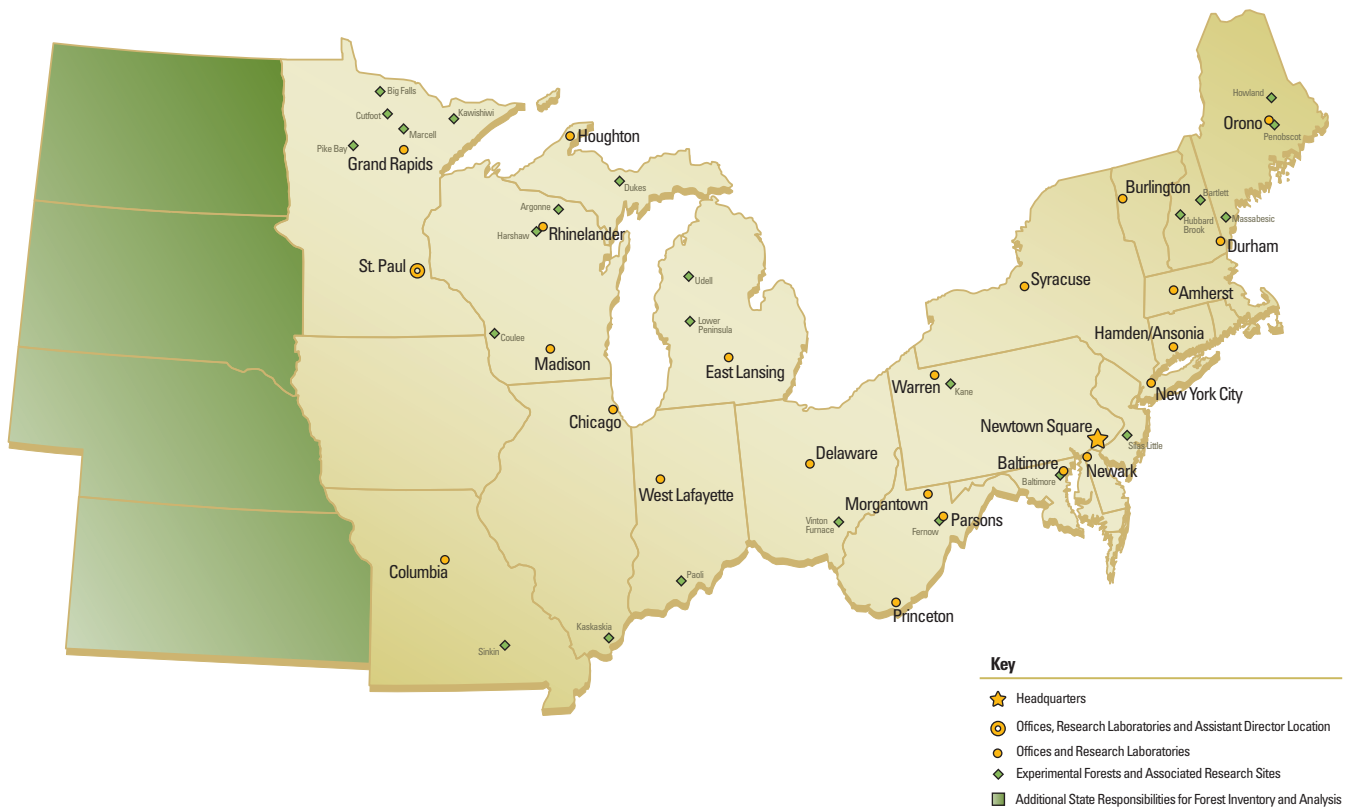 Big Falls
Cutfoot
Kawishiwi
Marcell
Pike Bay
Grand Rapids
Houghton
Dukes
Argonne
Harshaw
Rhinelander
St. Paul
Udell
Lower
Peninsula
Coulee
Madison
East Lansing
Chicago
West Lafayette
Delaware
Columbia
Vinton
Furnace
Paoli
Kaskaskia
Sinkin
Howland
Orono
Penobscot
Burlington
Bartlett
Hubbard
Brook
Massabesic
Durham
Syracuse
Amherst
Hamden/Ansonia
Warren
Kane
New York City
Newtown Square
Silas Little
Baltimore
Baltimore
Newark
Morgantown
Fernow
Parsons
Princeton
Key
Headquarters
Offices, Research Laboratories and Assistant Director Location
Offices and Research Laboratories
Experimental Forests and Associated Research Sites
Additional State Responsibilities for Forest Inventory and Analysis